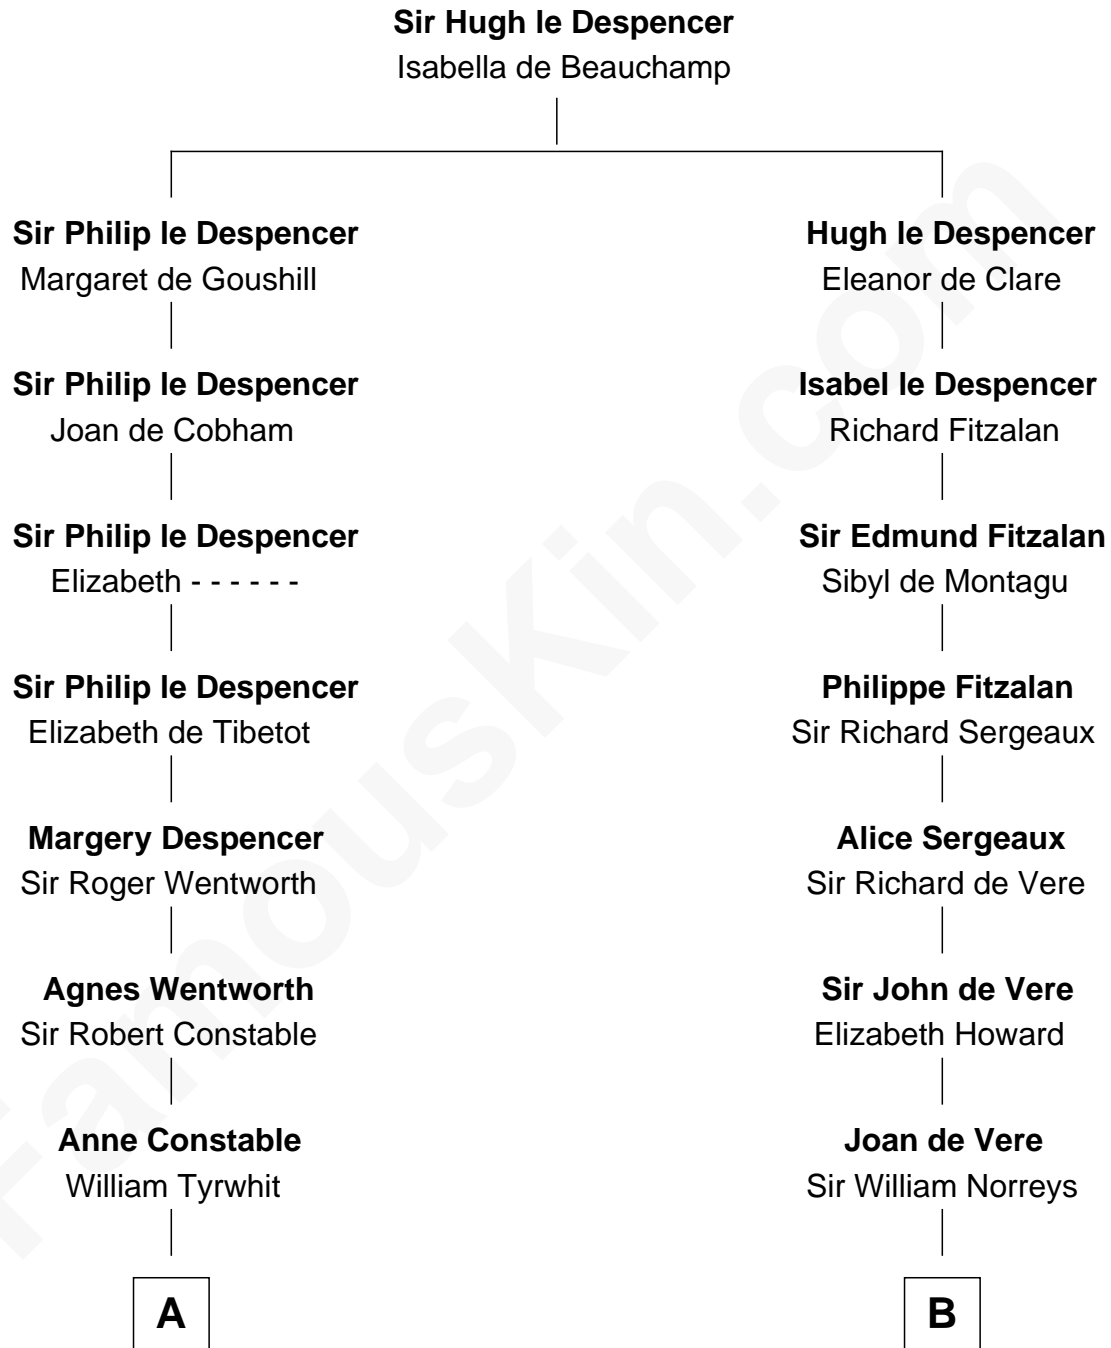 Sir Hugh le Despencer
Isabella de Beauchamp
Sir Philip le Despencer
Margaret de Goushill
Sir Philip le Despencer
Joan de Cobham
Sir Philip le Despencer
Elizabeth - - - - - -
Sir Philip le Despencer
Elizabeth de Tibetot
Margery Despencer
Sir Roger Wentworth
Agnes Wentworth
Sir Robert Constable
Anne Constable
William Tyrwhit
A
Hugh le Despencer
Eleanor de Clare
Isabel le Despencer
Richard Fitzalan
Sir Edmund Fitzalan
Sibyl de Montagu
Philippe Fitzalan
Sir Richard Sergeaux
Alice Sergeaux
Sir Richard de Vere
Sir John de Vere
Elizabeth Howard
Joan de Vere
Sir William Norreys
B
FamousKin.com